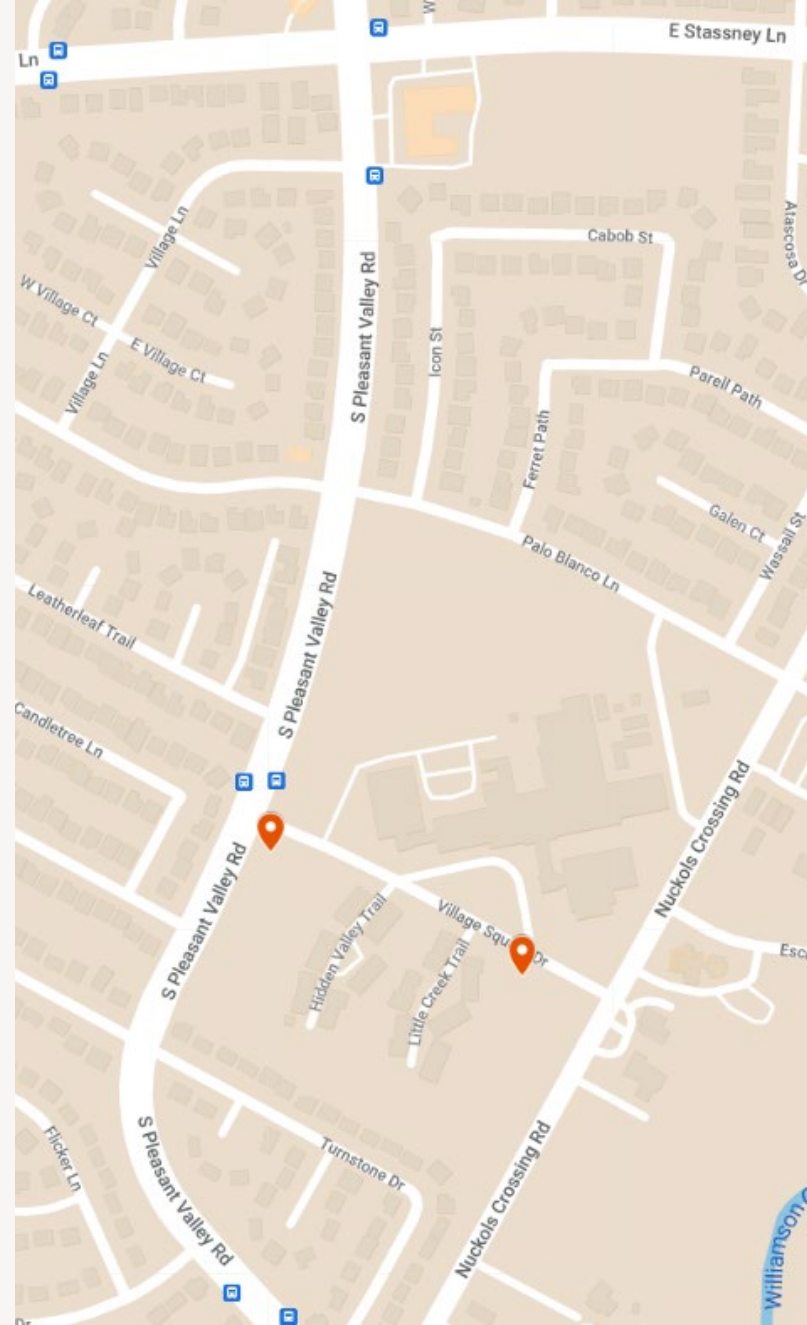 W
E Stassney Ln
Ln
Village Ln
Cabob St
Atascosa Dr
S Pleasant Valley Rd
W Village Ct
E Village Ct
Icon St
Village Ln
Parell Path
Ferret Path
Galen Ct
Wassail St
Palo Blanco Ln
Leatherleaf Trail
S Pleasant Valley Rd
Candletree Ln
Nuckols Crossing Rd
S Pleasant Valley Rd
Village Squ Dr
Hidden Valley Trail
Little Creek Trail
Esc
Flicker Ln
S Pleasant Valley Rd
Turnstone Dr
Nuckols Crossing Rd
Williamson
Dr